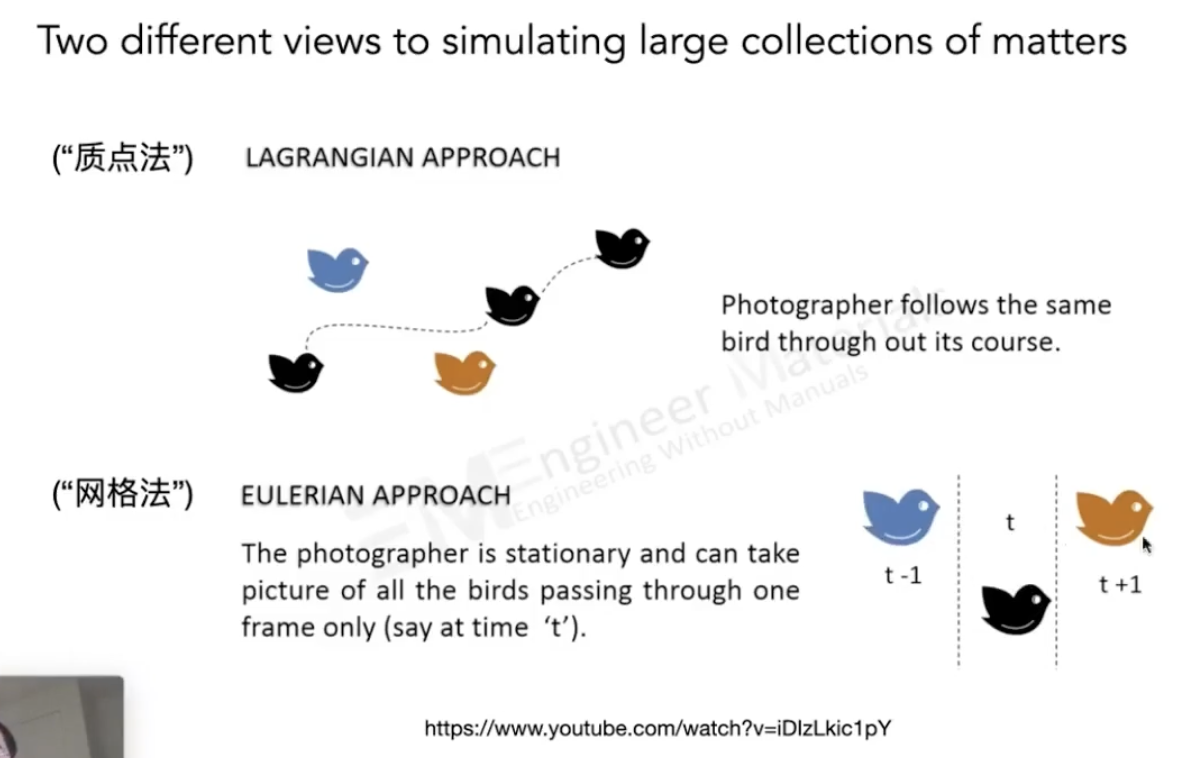 Two different views to simulating large collections of matters
(“质点法”) LAGRANGIAN APPROACH
Photographer follows the same
bird through out its course.
Engineer Materials
Engineering Without Manuals
(“网格法”) EULERIAN APPROACH
The photographer is stationary and can take
picture of all the birds passing through one
frame only (say at time ‘t’).
t
t -1
t +1
https://www.youtube.com/watch?v=iDIzLkic1pY